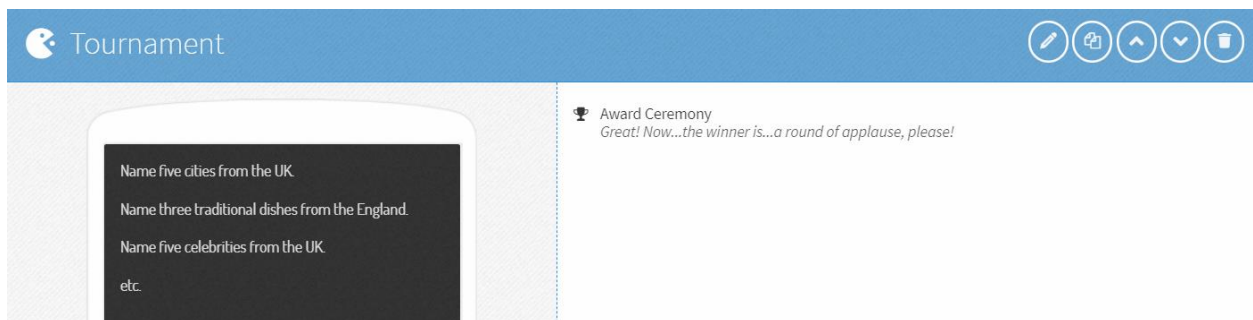 Tournament
Name five cities from the UK.
Name three traditional dishes from the England.
Name five celebrities from the UK.
etc.
Award Ceremony
Great! Now...the winner is...a round of applause, please!